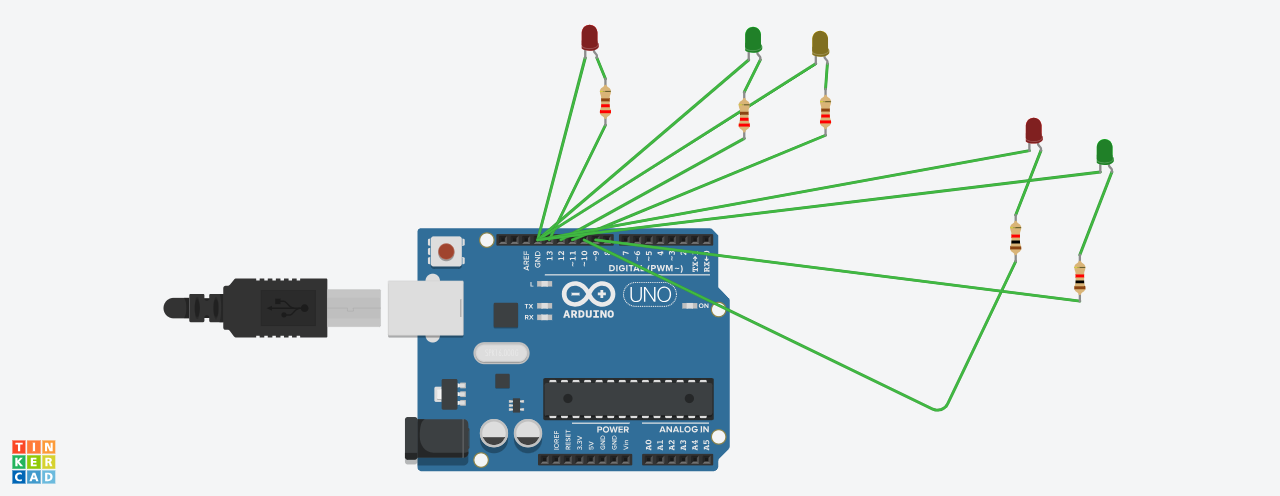 AREF
GND
13
12
~11
~10
~9
8
7
~6
~5
4
~3
2
TX→1
RX←0
DIGITAL (PWM~)
L
TX
RX
ON
UNO
ARDUINO
POWER
ANALOG IN
IOREF
RESET
3.3V
5V
GND
GND
Vin
A0
A1
A2
A3
A4
A5
TIN
KER
CAD